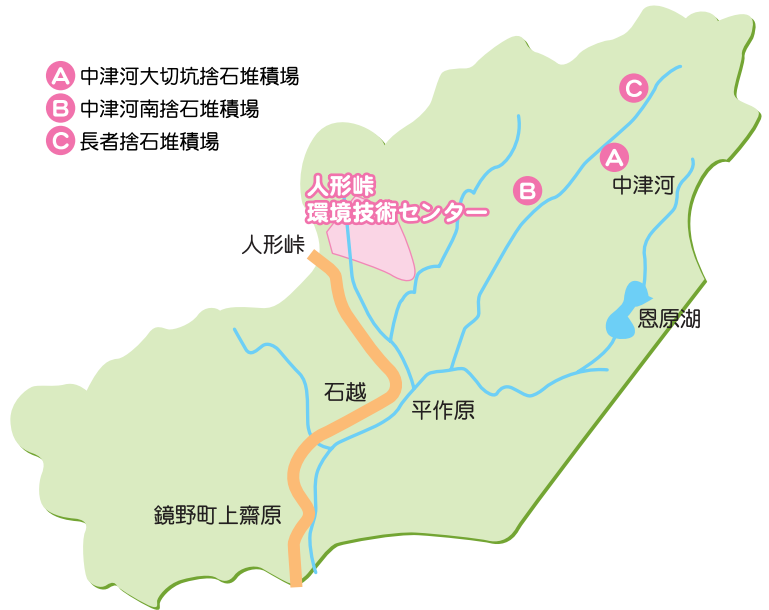 A 中津河大切坑捨石堆積場
B 中津河南捨石堆積場
C 長者捨石堆積場
C
A
中津河
B
人形峠
環境技術センター
人形峠
恩原湖
石越
平作原
鏡野町上齋原